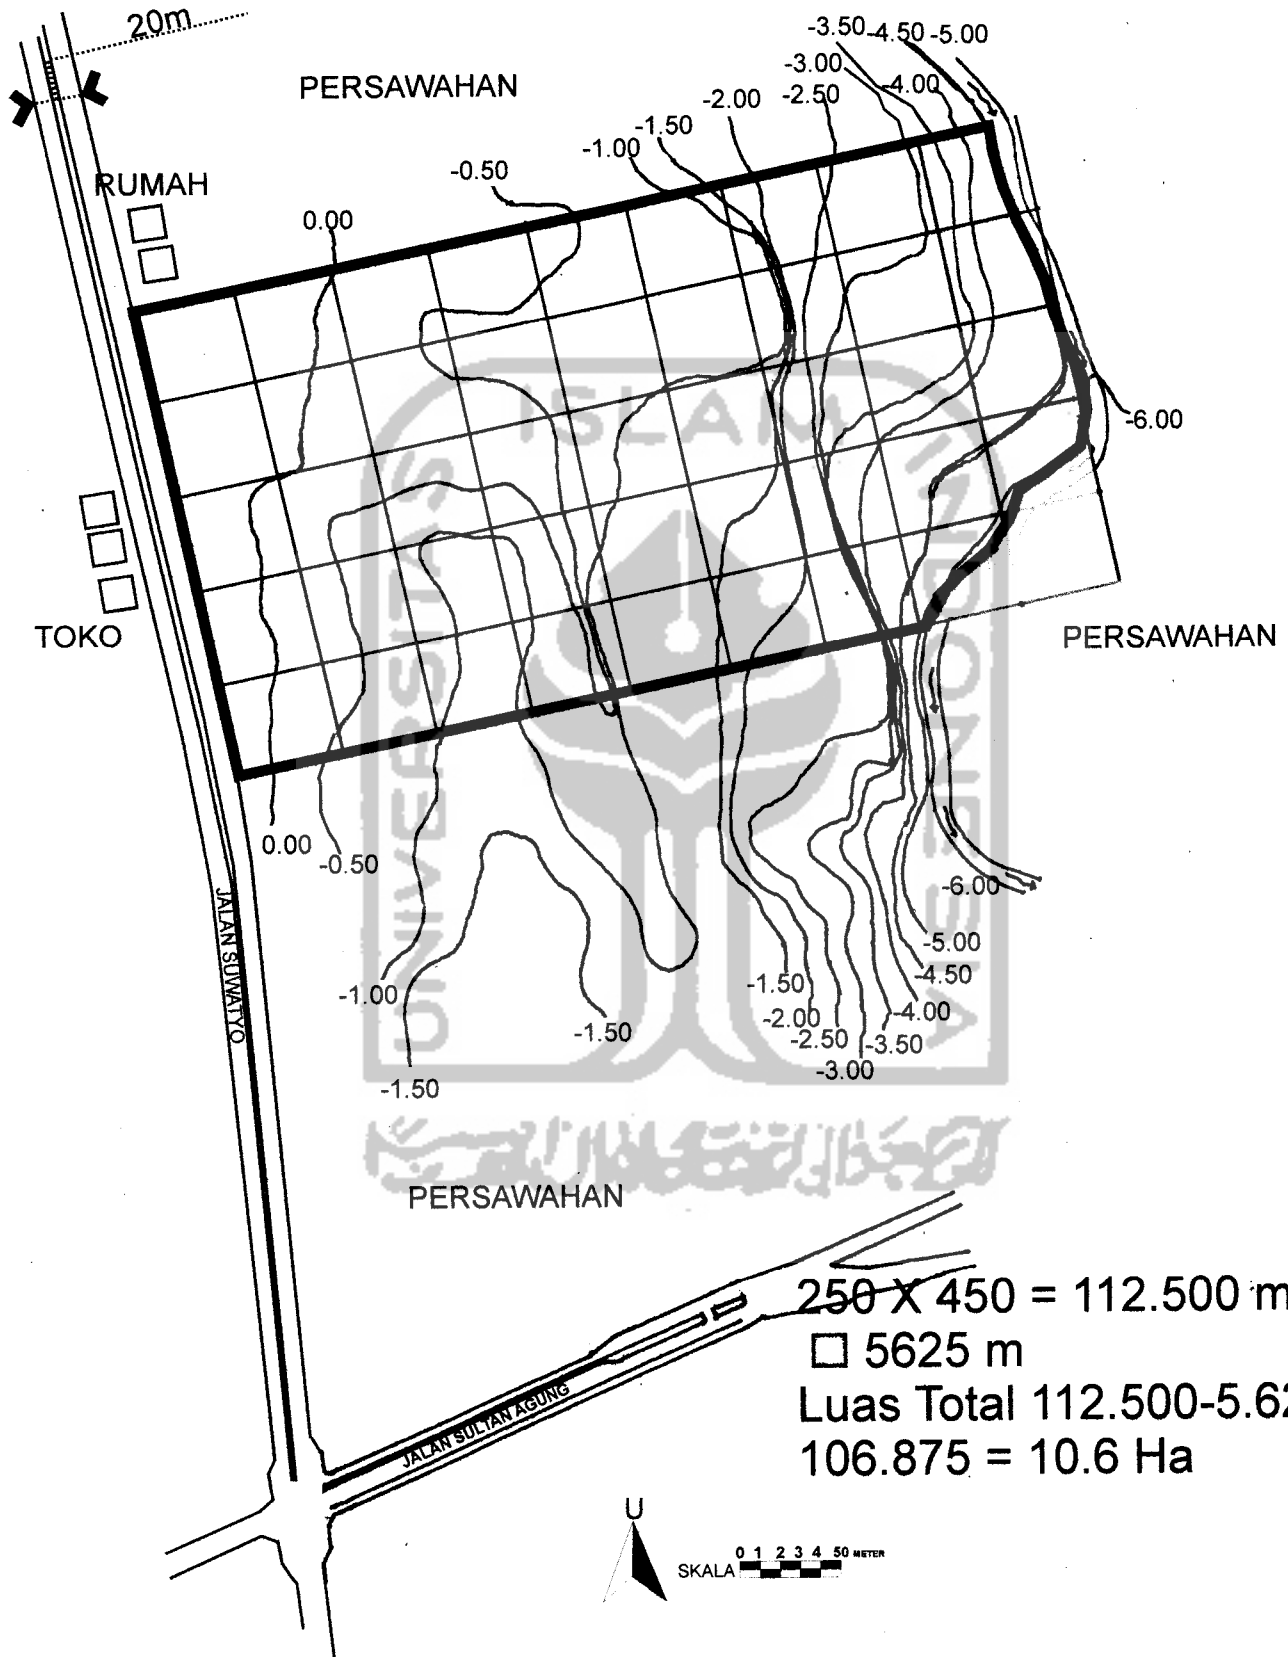 20m
-3.50
-4.50
-5.00
-3.00
-4.00
PERSAWAHAN
-2.00
-2.50
-1.50
-1.00
-0.50
RUMAH
0.00
ISLAM
UNIVERSITAS
INDONESIA
-6.00
TOKO
PERSAWAHAN
0.00
-0.50
-6.00
JALAN SUWATYO
-5.00
-4.50
-1.00
-1.50
-4.00
-2.00
-1.50
-2.50
-3.50
-3.00
-1.50
PERSAWAHAN
250 X 450 = 112.500 m
□ 5625 m
Luas Total 112.500-5.62
106.875 = 10.6 Ha
JALAN SULTAN AGUNG
U
SKALA 0 1 2 3 4 50 METER